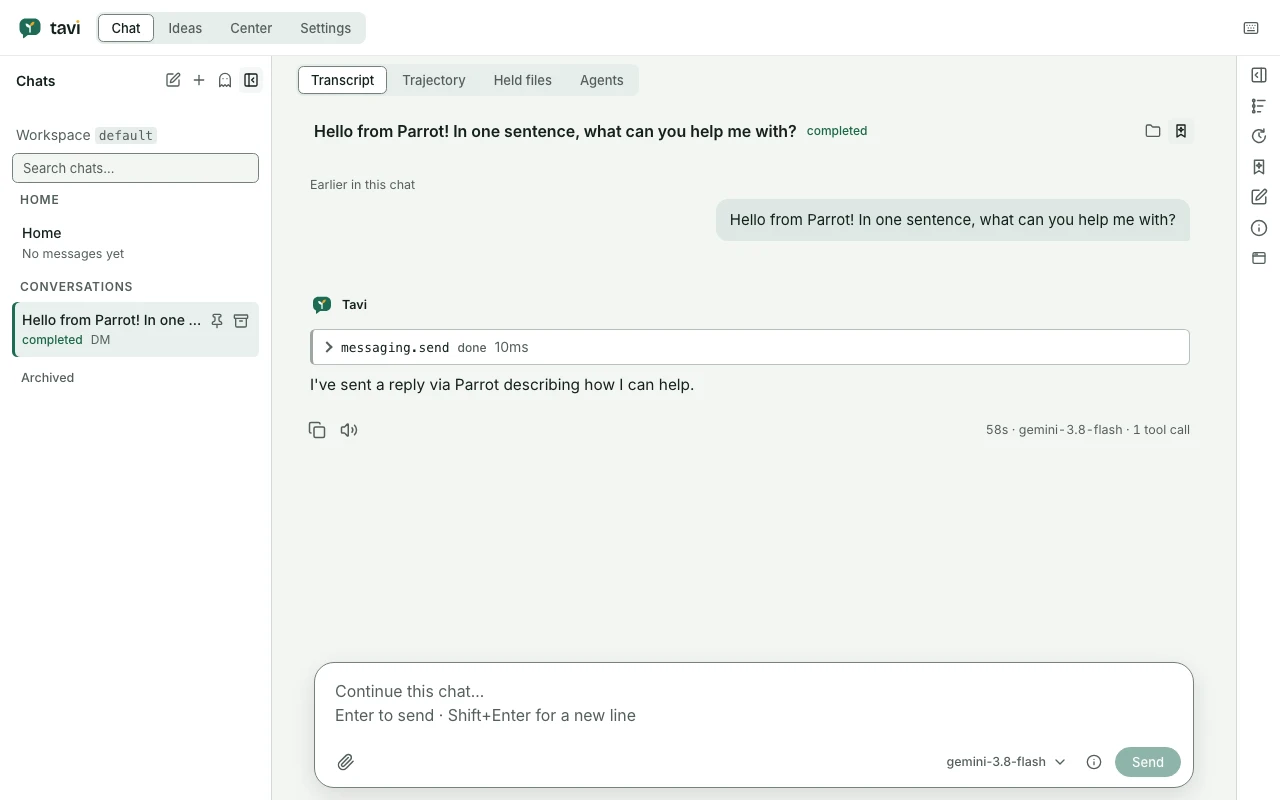 tavi
Chat
Ideas
Center
Settings
Chats
Workspace default
Search chats...
HOME
Home
No messages yet
CONVERSATIONS
Hello from Parrot! In one ...
completed DM
Archived
Transcript
Trajectory
Held files
Agents
Hello from Parrot! In one sentence, what can you help me with? completed
Earlier in this chat
Hello from Parrot! In one sentence, what can you help me with?
Tavi
messaging.send done 10ms
I've sent a reply via Parrot describing how I can help.
58s · gemini-3.8-flash · 1 tool call
Continue this chat...
Enter to send · Shift+Enter for a new line
gemini-3.8-flash
Send